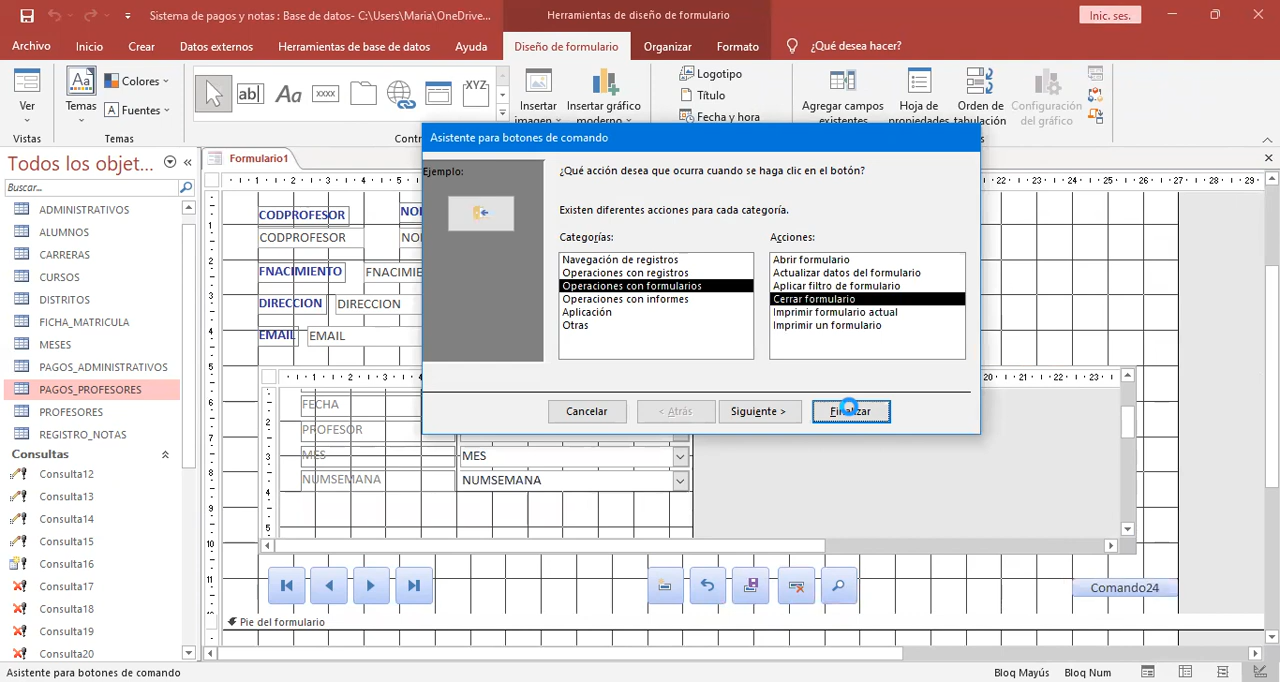 Sistema de pagos y notas : Base de datos- C:\Users\Maria\OneDrive...
Herramientas de diseño de formulario
Inic. ses.
Archivo
Inicio
Crear
Datos externos
Herramientas de base de datos
Ayuda
Diseño de formulario
Organizar
Formato
¿Qué desea hacer?
Ver
Vistas
Aa
Temas
Colores
Fuentes
Temas
ab
Aa
xxxx
XYZ
Insertar
imagen
Insertar gráfico
moderno
Logotipo
Título
Fecha y hora
Agregar campos
existentes
Hoja de
propiedades
Orden de
tabulación
Configuración
del gráfico
Contr
Todos los objet...
Buscar...
ADMINISTRATIVOS
ALUMNOS
CARRERAS
CURSOS
DISTRITOS
FICHA_MATRICULA
MESES
PAGOS_ADMINISTRATIVOS
PAGOS_PROFESORES
PROFESORES
REGISTRO_NOTAS
Consultas
Consulta12
Consulta13
Consulta14
Consulta15
Consulta16
Consulta17
Consulta18
Consulta19
Consulta20
Formulario1
CODPROFESOR
CODPROFESOR
FNACIMIENTO
FNACIMIE
DIRECCION
DIRECCION
EMAIL
EMAIL
FECHA
PROFESOR
MES
MES
NUMSEMANA
NUMSEMANA
Comando24
Pie del formulario
Asistente para botones de comando
Ejemplo:
¿Qué acción desea que ocurra cuando se haga clic en el botón?
Existen diferentes acciones para cada categoría.
Categorías:
Navegación de registros
Operaciones con registros
Operaciones con formularios
Operaciones con informes
Aplicación
Otras
Acciones:
Abrir formulario
Actualizar datos del formulario
Aplicar filtro de formulario
Cerrar formulario
Imprimir formulario actual
Imprimir un formulario
Cancelar
< Atrás
Siguiente >
Finalizar
Asistente para botones de comando
Bloq Mayús
Bloq Num